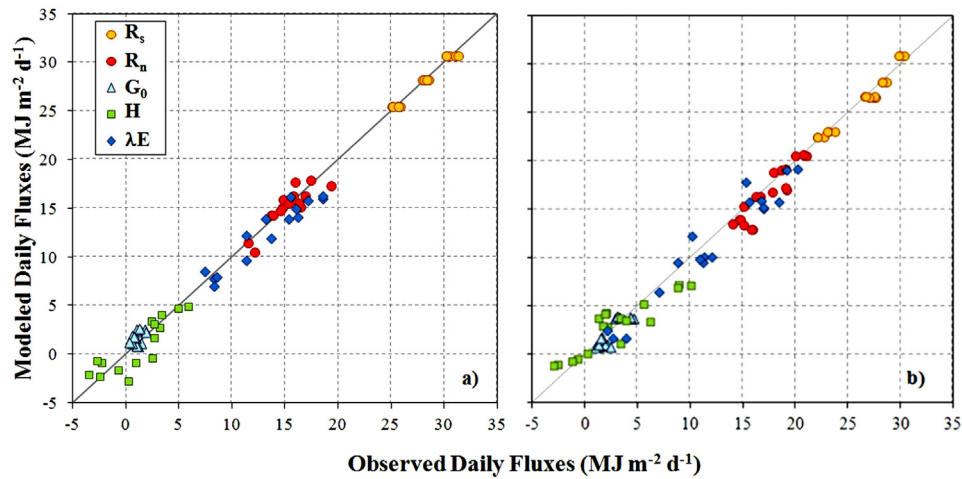 35
30
25
20
15
10
5
0
-5
Modeled Daily Fluxes (MJ m⁻² d⁻¹)
Rₛ
Rₙ
G₀
H
λE
a)
-5 0 5 10 15 20 25 30 35
b)
-5 0 5 10 15 20 25 30 35
Observed Daily Fluxes (MJ m⁻² d⁻¹)